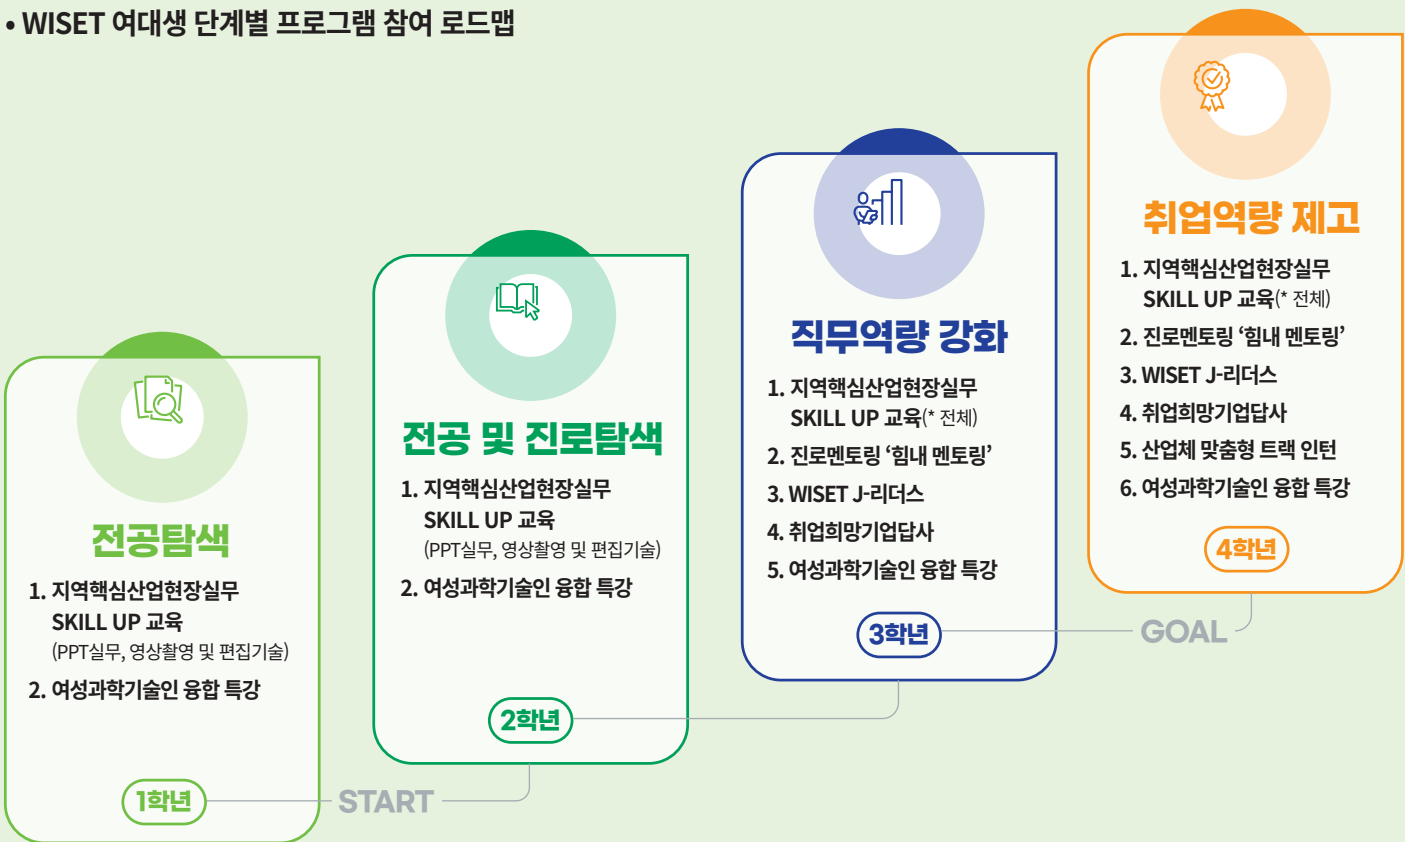 • WISET 여대생 단계별 프로그램 참여 로드맵
전공탐색
1. 지역핵심산업현장실무
SKILL UP 교육
(PPT실무, 영상촬영 및 편집기술)
2. 여성과학기술인 융합 특강
1학년
START
전공 및 진로탐색
1. 지역핵심산업현장실무
SKILL UP 교육
(PPT실무, 영상촬영 및 편집기술)
2. 여성과학기술인 융합 특강
2학년
직무역량 강화
1. 지역핵심산업현장실무
SKILL UP 교육(* 전체)
2. 진로멘토링 ‘힘내 멘토링’
3. WISET J-리더스
4. 취업희망기업답사
5. 여성과학기술인 융합 특강
3학년
GOAL
취업역량 제고
1. 지역핵심산업현장실무
SKILL UP 교육(* 전체)
2. 진로멘토링 ‘힘내 멘토링’
3. WISET J-리더스
4. 취업희망기업답사
5. 산업체 맞춤형 트랙 인턴
6. 여성과학기술인 융합 특강
4학년